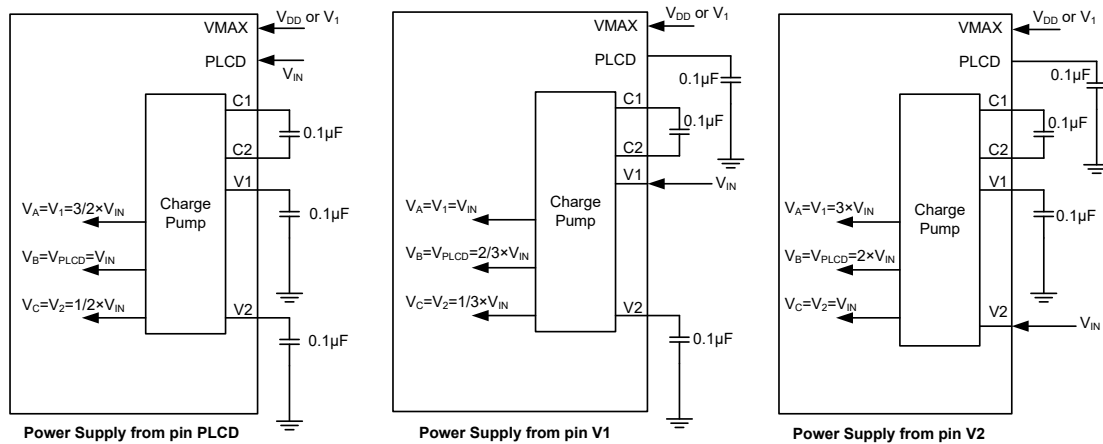 VMAX
V_DD or V_1
PLCD
V_IN
C1
0.1μF
C2
V1
Charge
Pump
V_A=V_1=3/2×V_IN
0.1μF
V_B=V_PLCD=V_IN
V_C=V_2=1/2×V_IN
V2
0.1μF
Power Supply from pin PLCD
VMAX
V_DD or V_1
PLCD
0.1μF
C1
0.1μF
C2
V1
V_IN
Charge
Pump
V_A=V_1=V_IN
V_B=V_PLCD=2/3×V_IN
V_C=V_2=1/3×V_IN
V2
0.1μF
Power Supply from pin V1
VMAX
V_DD or V_1
PLCD
0.1μF
C1
0.1μF
C2
V1
Charge
Pump
V_A=V_1=3×V_IN
0.1μF
V_B=V_PLCD=2×V_IN
V_C=V_2=V_IN
V2
V_IN
Power Supply from pin V2